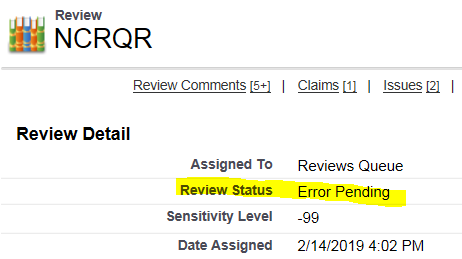 Review
NCRQR
Review Comments [5+] | Claims [1] | Issues [2] |
Review Detail
Assigned To Reviews Queue
Review Status Error Pending
Sensitivity Level -99
Date Assigned 2/14/2019 4:02 PM